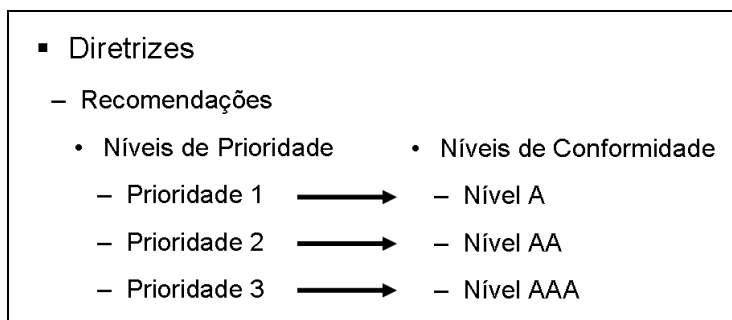 ▪ Diretrizes
– Recomendações
• Níveis de Prioridade • Níveis de Conformidade
– Prioridade 1 – Nível A
– Prioridade 2 – Nível AA
– Prioridade 3 – Nível AAA